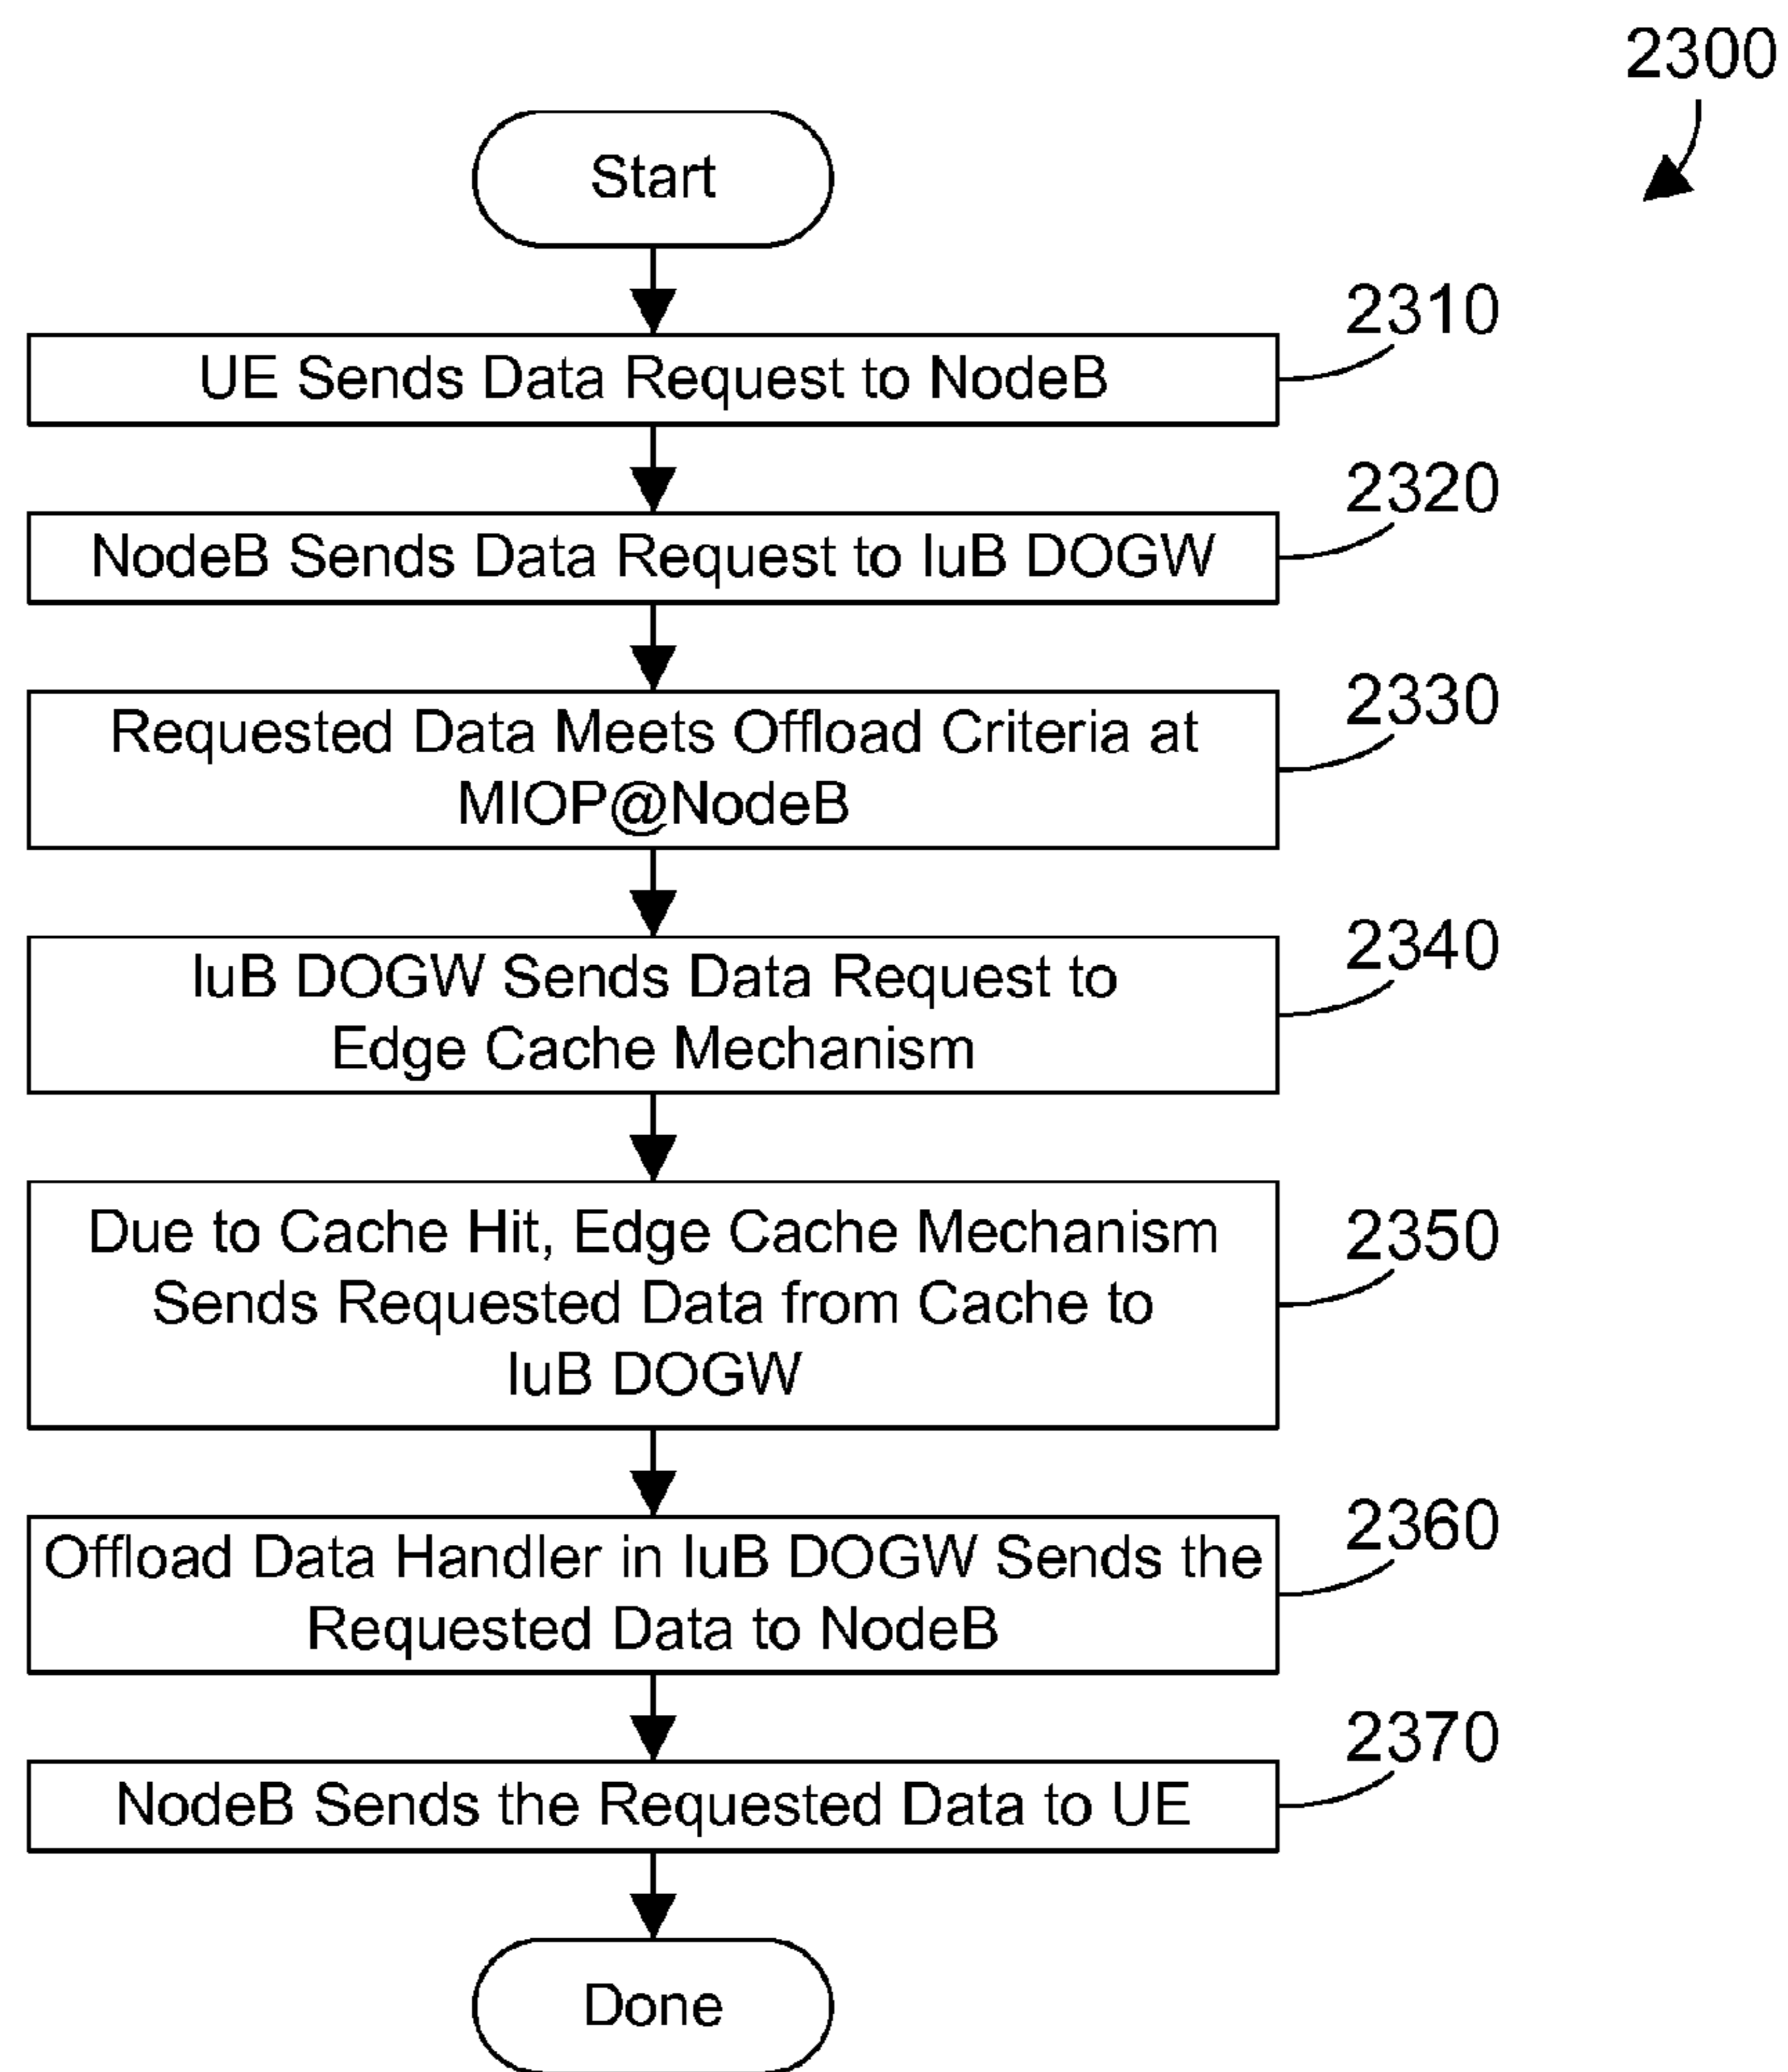 2300
Start
2310
UE Sends Data Request to NodeB
2320
NodeB Sends Data Request to IuB DOGW
2330
Requested Data Meets Offload Criteria at
MIOP@NodeB
2340
IuB DOGW Sends Data Request to
Edge Cache Mechanism
2350
Due to Cache Hit, Edge Cache Mechanism
Sends Requested Data from Cache to
IuB DOGW
2360
Offload Data Handler in IuB DOGW Sends the
Requested Data to NodeB
2370
NodeB Sends the Requested Data to UE
Done